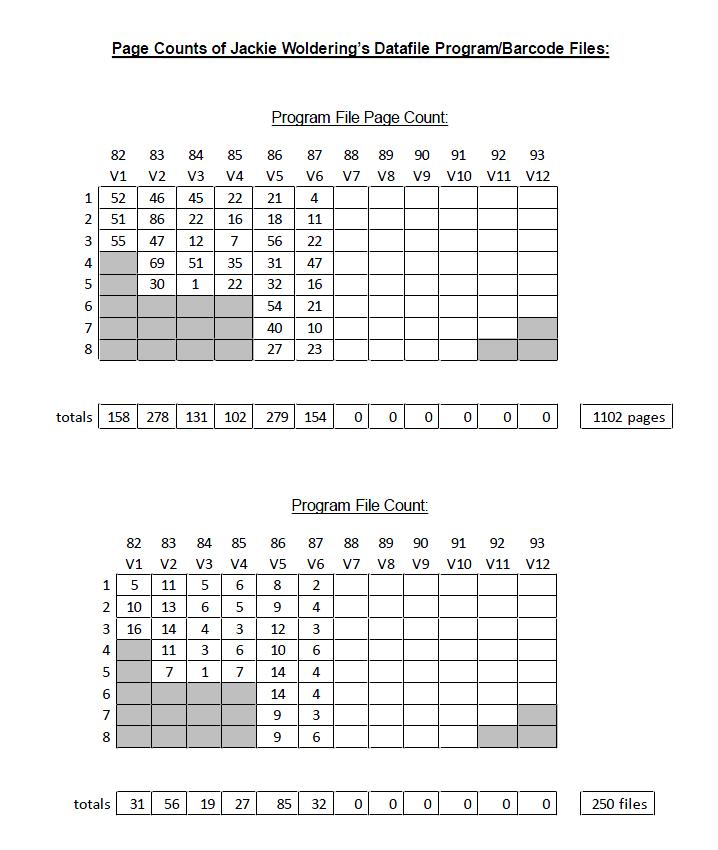 Page Counts of Jackie Woldering's Datafile Program/Barcode Files:
Program File Page Count:
82 83 84 85 86 87 88 89 90 91 92 93
V1 V2 V3 V4 V5 V6 V7 V8 V9 V10 V11 V12
1 52 46 45 22 21 4
2 51 86 22 16 18 11
3 55 47 12 7 56 22
4 69 51 35 31 47
5 30 1 22 32 16
6 54 21
7 40 10
8 27 23
totals 158 278 131 102 279 154 0 0 0 0 0 0 1102 pages
Program File Count:
82 83 84 85 86 87 88 89 90 91 92 93
V1 V2 V3 V4 V5 V6 V7 V8 V9 V10 V11 V12
1 5 11 5 6 8 2
2 10 13 6 5 9 4
3 16 14 4 3 12 3
4 11 3 6 10 6
5 7 1 7 14 4
6 14 4
7 9 3
8 9 6
totals 31 56 19 27 85 32 0 0 0 0 0 0 250 files